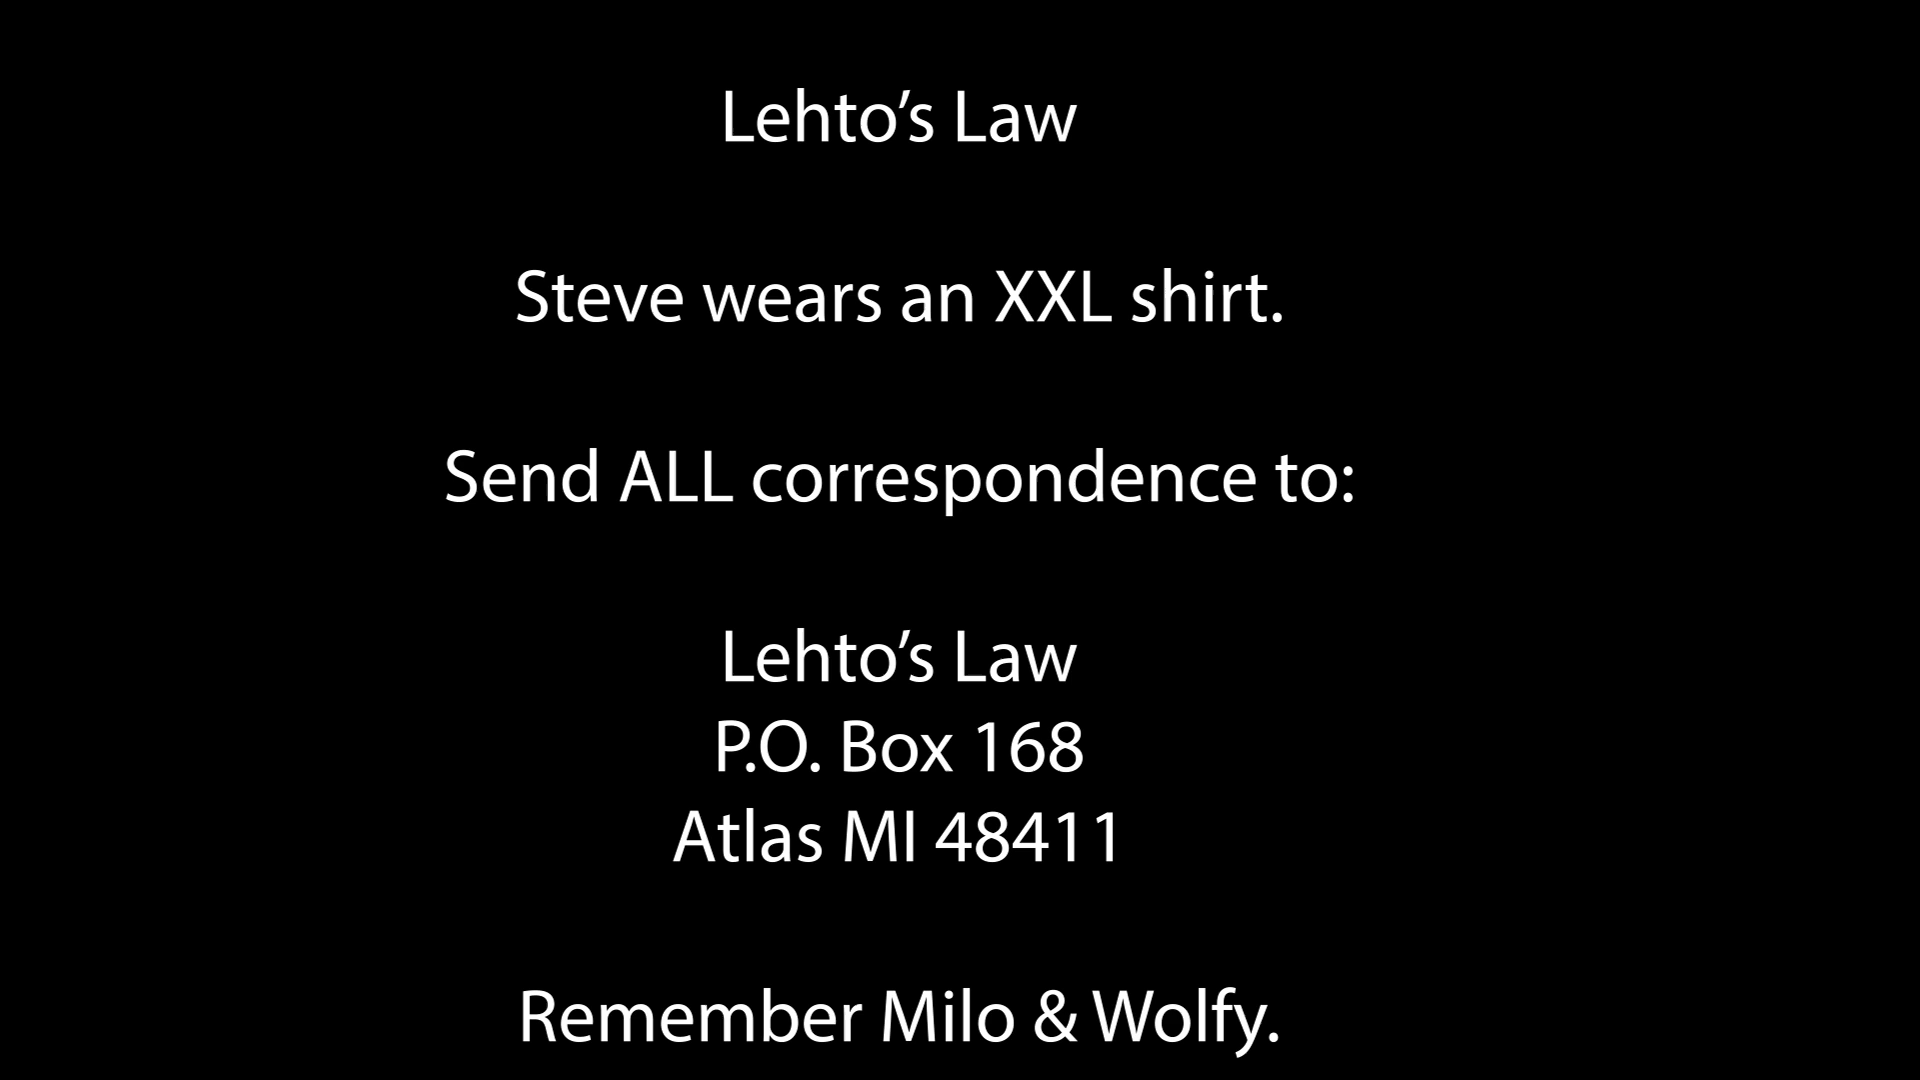 Lehto’s Law
Steve wears an XXL shirt.
Send ALL correspondence to:
Lehto’s Law
P.O. Box 168
Atlas MI 48411
Remember Milo & Wolfy.